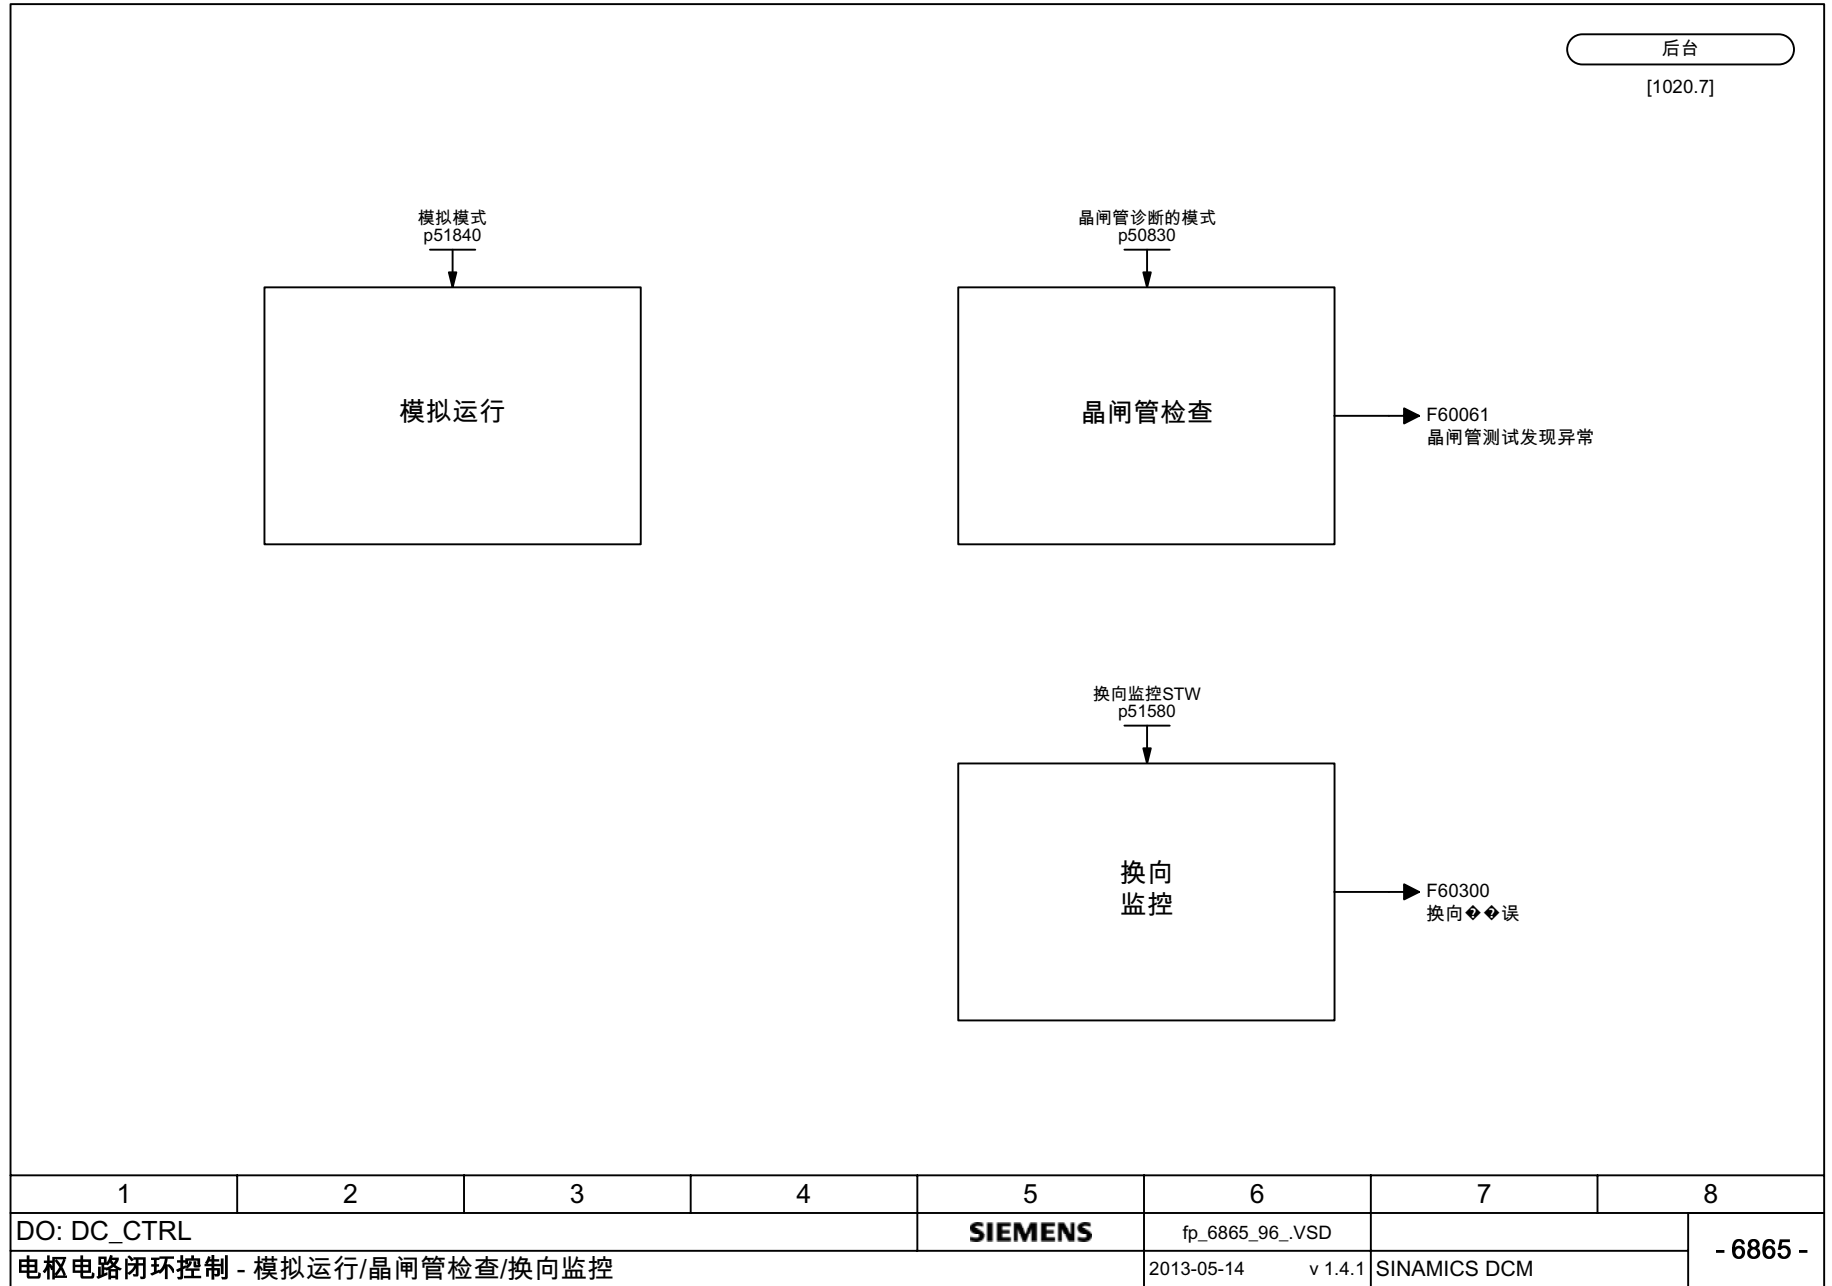 后台
[1020.7]
模拟模式
p51840
模拟运行
晶闸管诊断的模式
p50830
晶闸管检查
F60061
晶闸管测试发现异常
换向监控STW
p51580
换向
监控
F60300
换向��误
1 2 3 4 5 6 7 8
DO: DC_CTRL SIEMENS fp_6865_96_.VSD
电枢电路闭环控制 - 模拟运行/晶闸管检查/换向监控 2013-05-14 v 1.4.1 SINAMICS DCM - 6865 -